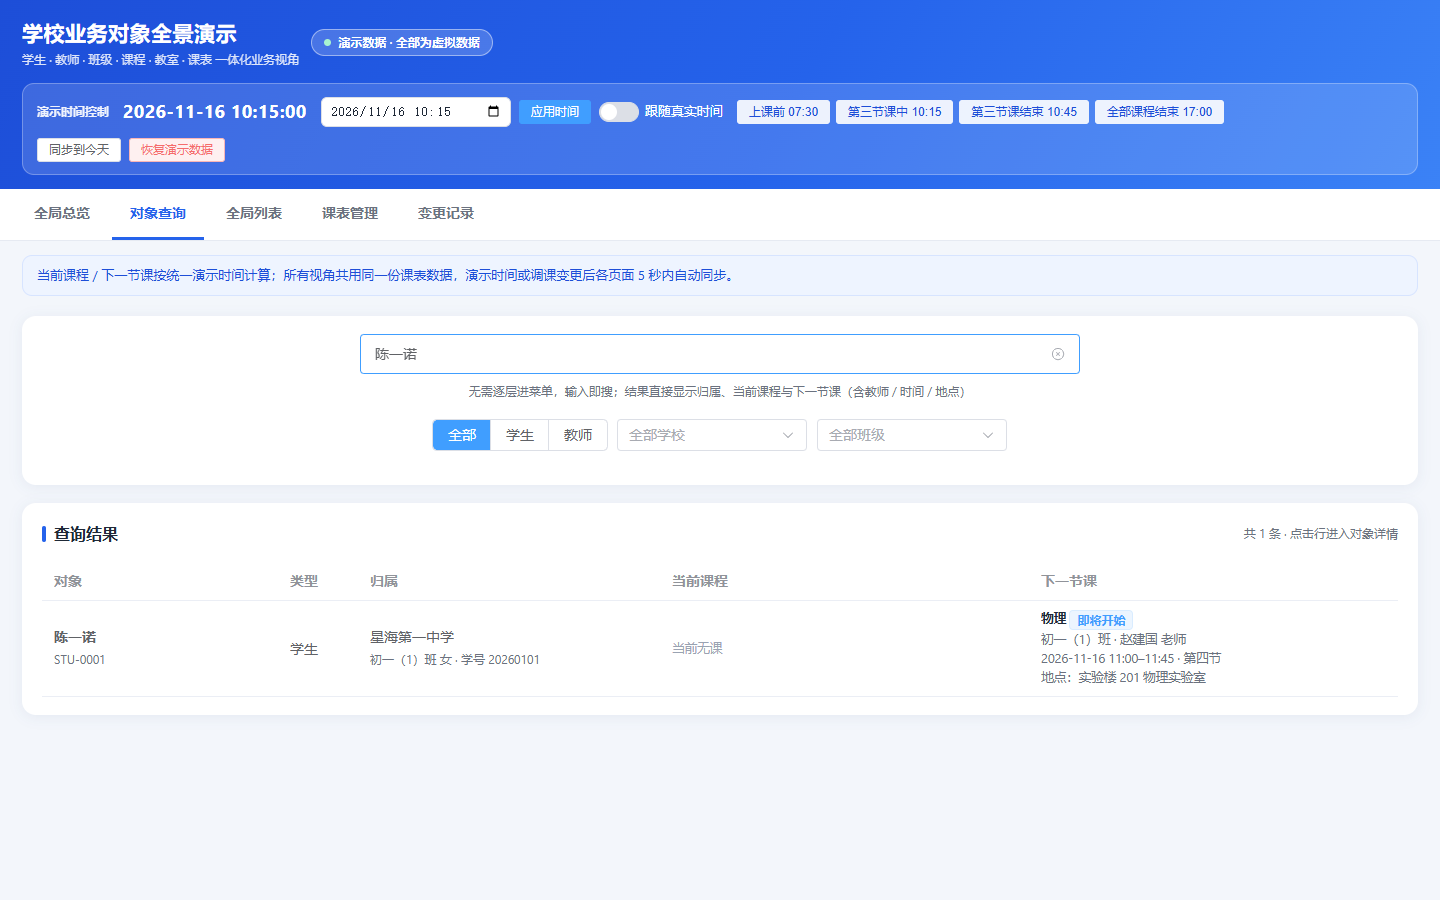 学校业务对象全景演示
学生 · 教师 · 班级 · 课程 · 教室 · 课表 一体化业务视角
演示数据 · 全部为虚拟数据
演示时间控制 2026-11-16 10:15:00 2026/11/16 10:15 应用时间 跟随真实时间 上课前 07:30 第三节课中 10:15 第三节课结束 10:45 全部课程结束 17:00
同步到今天 恢复演示数据
全局总览 对象查询 全局列表 课表管理 变更记录
当前课程 / 下一节课按统一演示时间计算；所有视角共用同一份课表数据，演示时间或调课变更后各页面 5 秒内自动同步。
陈一诺
无需逐层进菜单，输入即搜；结果直接显示归属、当前课程与下一节课（含教师 / 时间 / 地点）
全部 学生 教师 全部学校 全部班级
查询结果 共 1 条 · 点击行进入对象详情
对象 类型 归属 当前课程 下一节课
陈一诺
STU-0001
学生
星海第一中学
初一（1）班 女 · 学号 20260101
当前无课
物理 即将开始
初一（1）班 · 赵建国 老师
2026-11-16 11:00–11:45 · 第四节
地点：实验楼 201 物理实验室